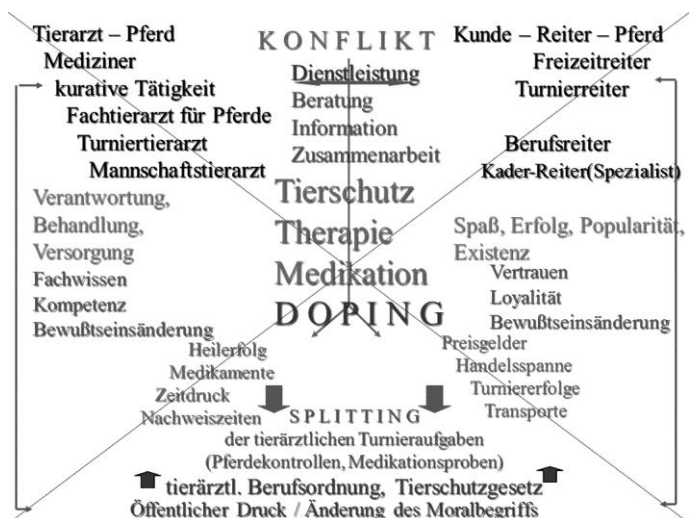 Tierarzt – Pferd
Mediziner
kurative Tätigkeit
Fachtierarzt für Pferde
Turniertierarzt
Mannschaftstierarzt
Verantwortung,
Behandlung,
Versorgung
Fachwissen
Kompetenz
Bewußtseinsänderung
Heilerfolg
Medikamente
Zeitdruck
Nachweiszeiten
KONFLIKT
Dienstleistung
Beratung
Information
Zusammenarbeit
Tierschutz
Therapie
Medikation
DOPING
Kunde – Reiter – Pferd
Freizeitreiter
Turnierreiter
Berufsreiter
Kader-Reiter(Spezialist)
Spaß, Erfolg, Popularität,
Existenz
Vertrauen
Loyalität
Bewußtseinsänderung
Preisgelder
Handelsspanne
Turniererfolge
Transporte
SPLITTING
der tierärztlichen Turnieraufgaben
(Pferdekontrollen, Medikationsproben)
tierärztl. Berufsordnung, Tierschutzgesetz
Öffentlicher Druck / Änderung des Moralbegriffs